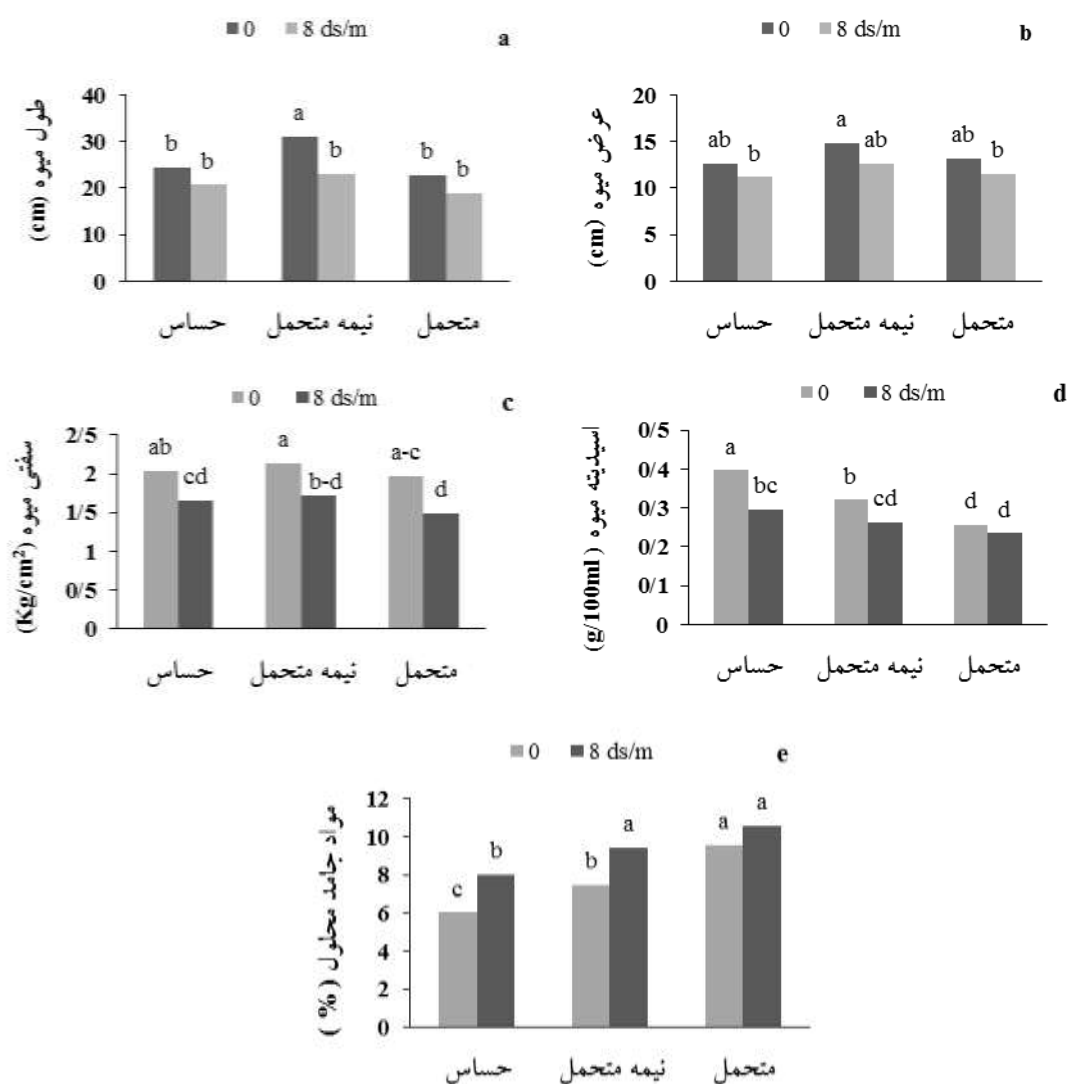 0 8 ds/m
a
طول میوه (cm)
40
30
20
10
0
b b a b b b
حساس نیمه متحمل متحمل
0 8 ds/m
b
عرض میوه (cm)
20
15
10
5
0
ab b a ab ab b
حساس نیمه متحمل متحمل
0 8 ds/m
c
سفتی میوه (Kg/cm²)
2/5
2
1/5
1
0/5
0
ab cd a b-d a-c d
حساس نیمه متحمل متحمل
0 8 ds/m
d
اسیدیته میوه (g/100ml)
0/5
0/4
0/3
0/2
0/1
0
a bc b cd d d
حساس نیمه متحمل متحمل
0 8 ds/m
e
مواد جامد محلول (%)
12
10
8
6
4
2
0
c b b a a a
حساس نیمه متحمل متحمل